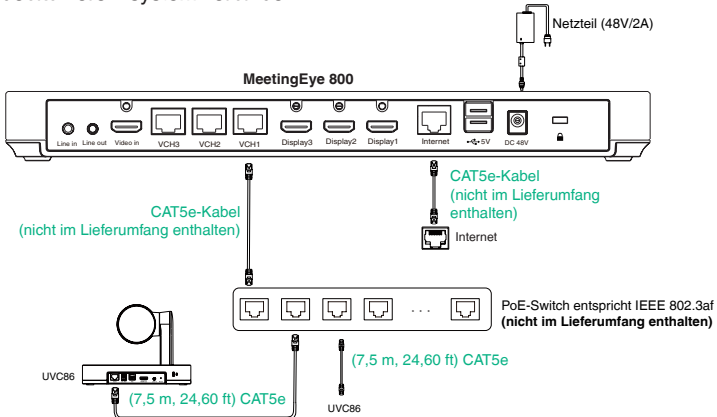 Netzteil (48V/2A)
MeetingEye 800
Line in Line out Video in VCH3 VCH2 VCH1 Display3 Display2 Display1 Internet 5V DC 48V
CAT5e-Kabel
(nicht im Lieferumfang
enthalten)
CAT5e-Kabel
(nicht im Lieferumfang enthalten)
Internet
PoE-Switch entspricht IEEE 802.3af
(nicht im Lieferumfang enthalten)
. . .
(7,5 m, 24,60 ft) CAT5e
UVC86
(7,5 m, 24,60 ft) CAT5e
UVC86